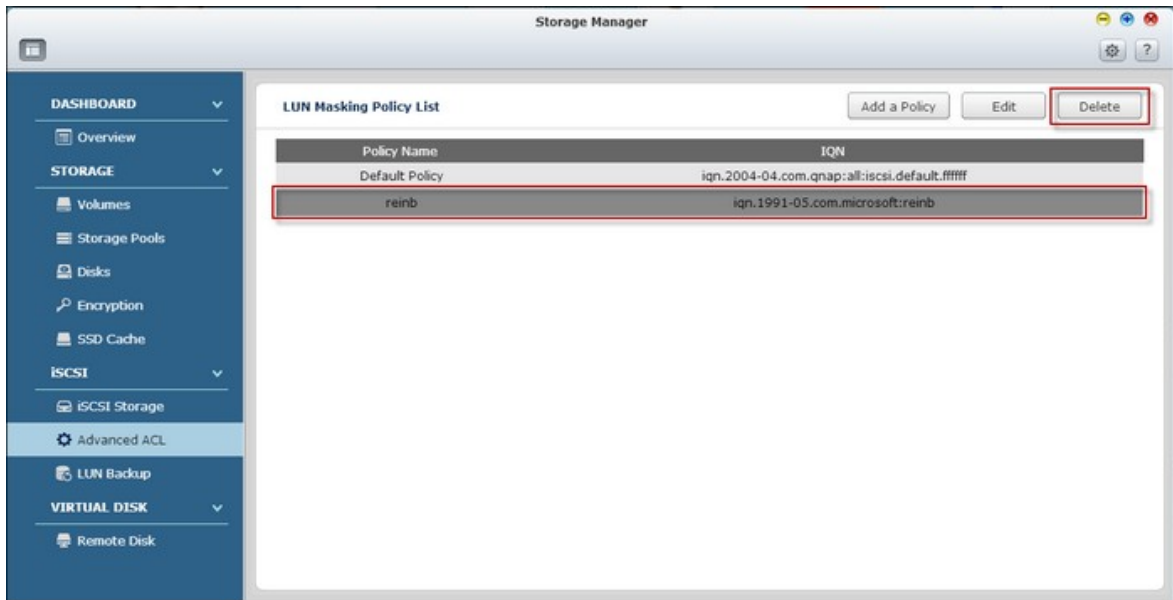 Storage Manager
?
DASHBOARD
Overview
STORAGE
Volumes
Storage Pools
Disks
Encryption
SSD Cache
iSCSI
iSCSI Storage
Advanced ACL
LUN Backup
VIRTUAL DISK
Remote Disk
LUN Masking Policy List Add a Policy Edit Delete
Policy Name IQN
Default Policy iqn.2004-04.com.qnap:all:iscsi.default.ffffff
reinb iqn.1991-05.com.microsoft:reinb